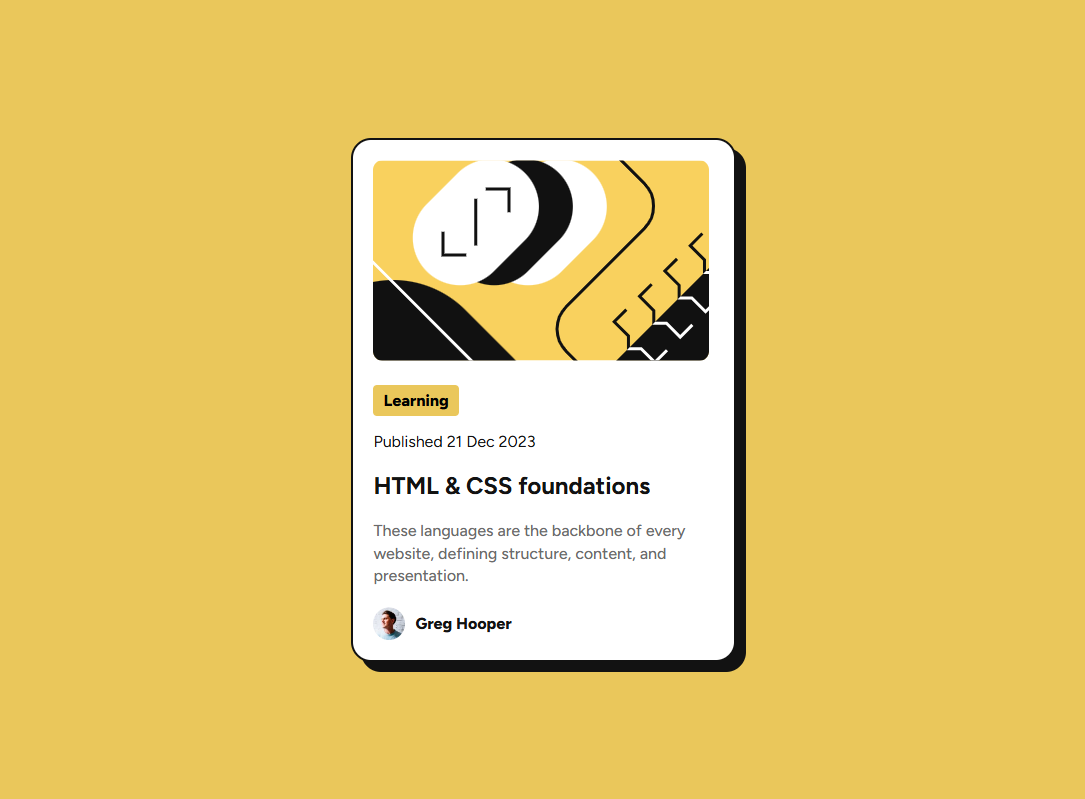 Learning
Published 21 Dec 2023
HTML & CSS foundations
These languages are the backbone of every
website, defining structure, content, and
presentation.
Greg Hooper